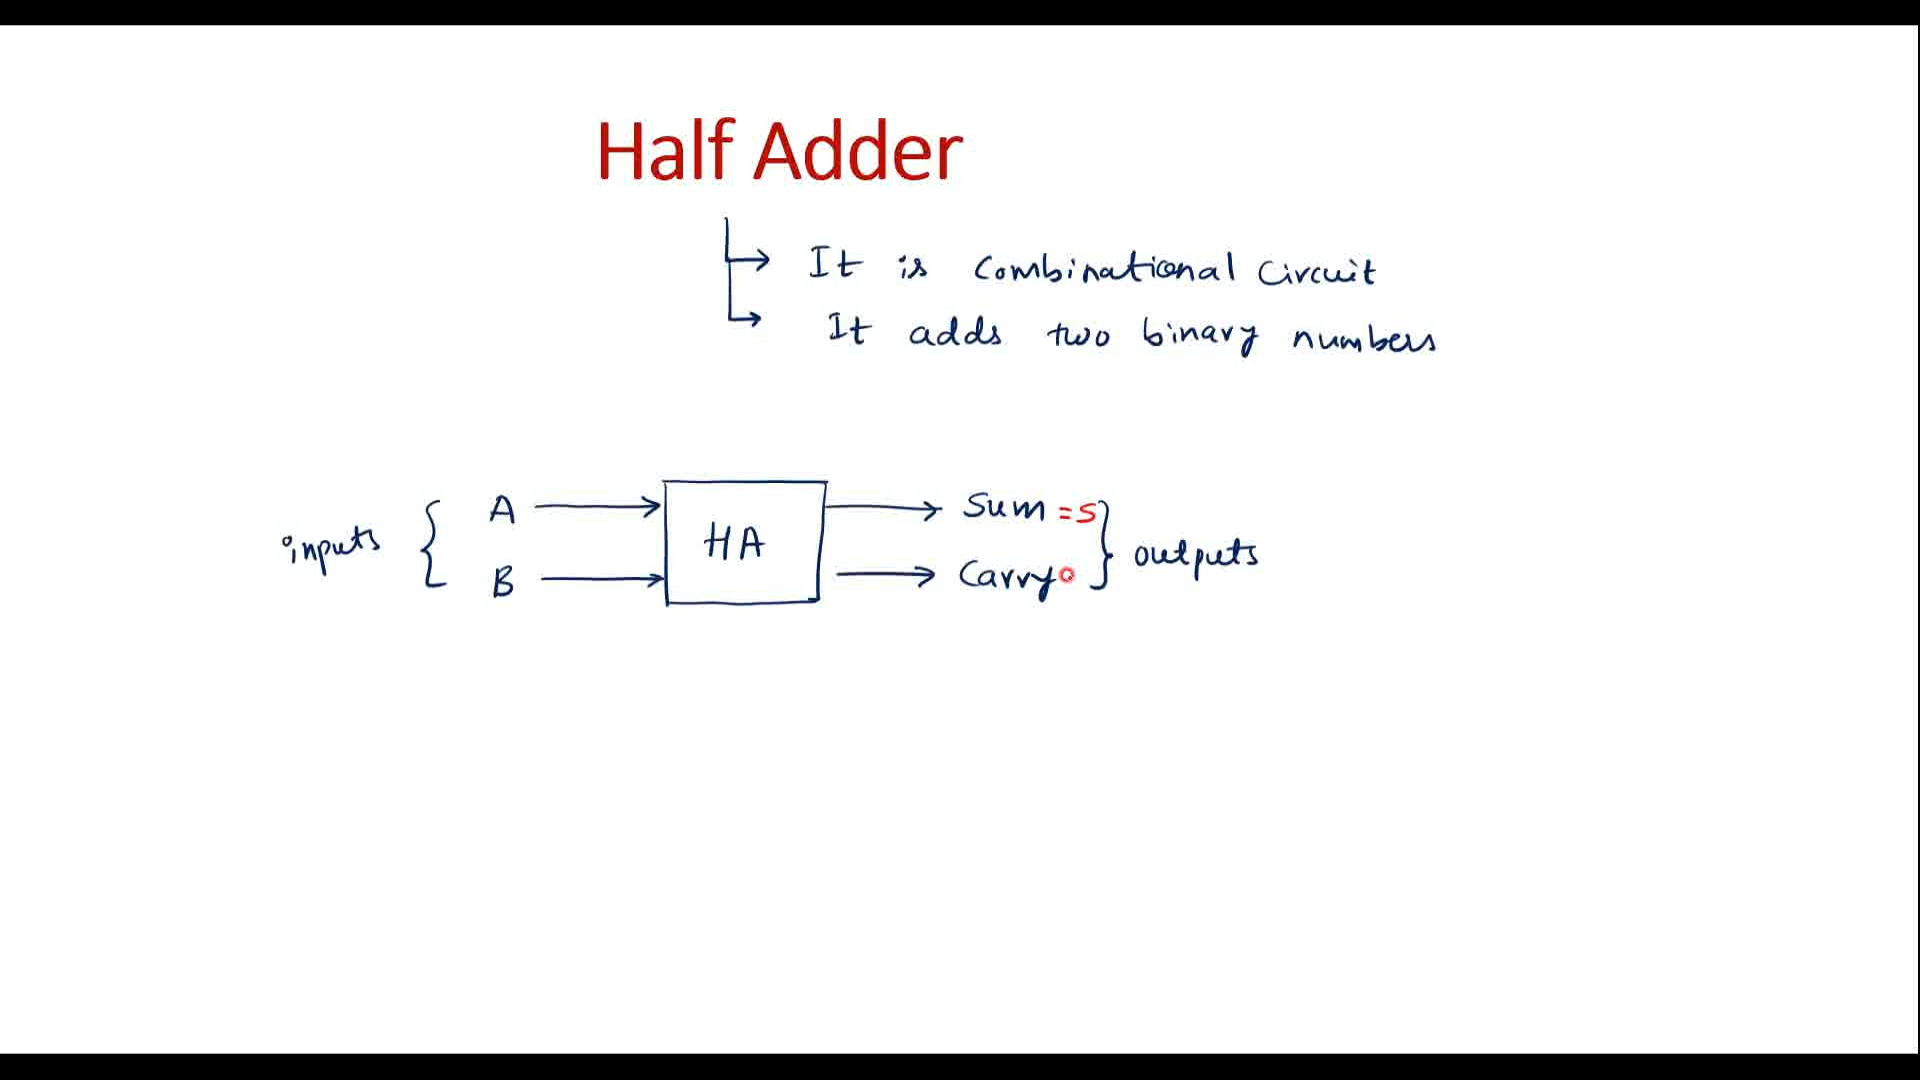 Half Adder
It is Combinational Circuit
It adds two binary numbers
inputs { A → HA → Sum = S } outputs
B → Carry